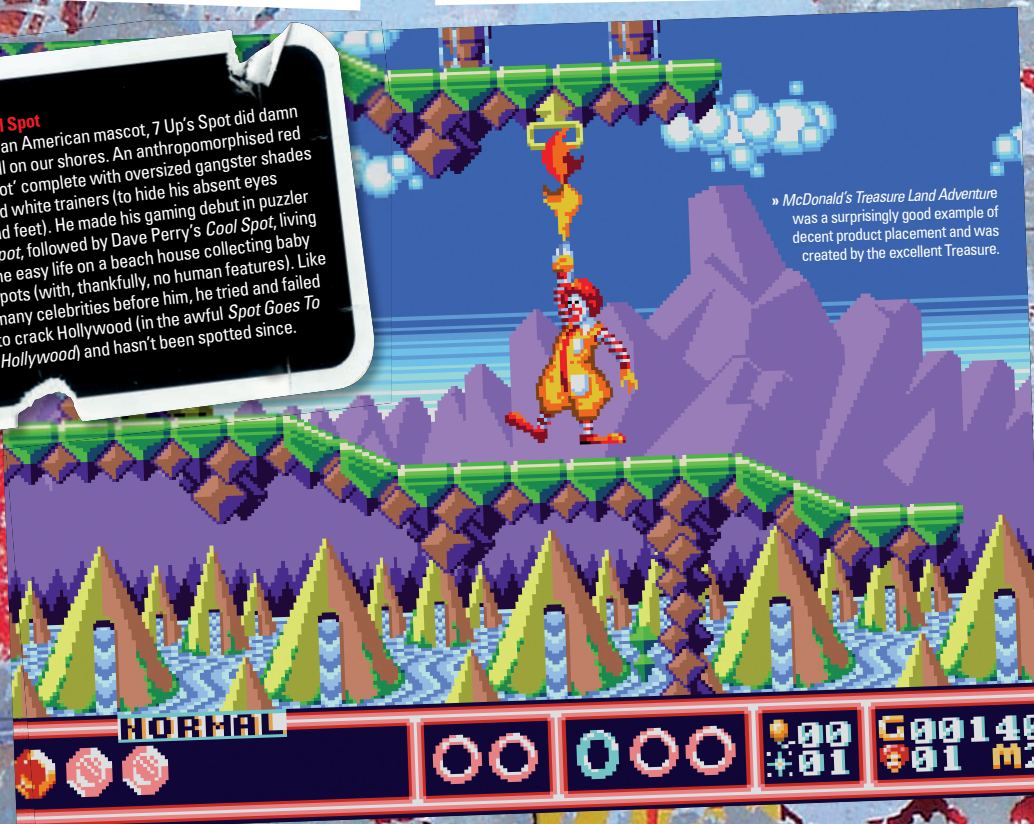 l Spot
an American mascot, 7 Up's Spot did damn
ll on our shores. An anthropomorphised red
ot' complete with oversized gangster shades
d white trainers (to hide his absent eyes
d feet). He made his gaming debut in puzzler
pot, followed by Dave Perry's Cool Spot, living
he easy life on a beach house collecting baby
pots (with, thankfully, no human features). Like
many celebrities before him, he tried and failed
to crack Hollywood (in the awful Spot Goes To
Hollywood) and hasn't been spotted since.
» McDonald's Treasure Land Adventure
was a surprisingly good example of
decent product placement and was
created by the excellent Treasure.
NORMAL
00
01
G00140
01 M